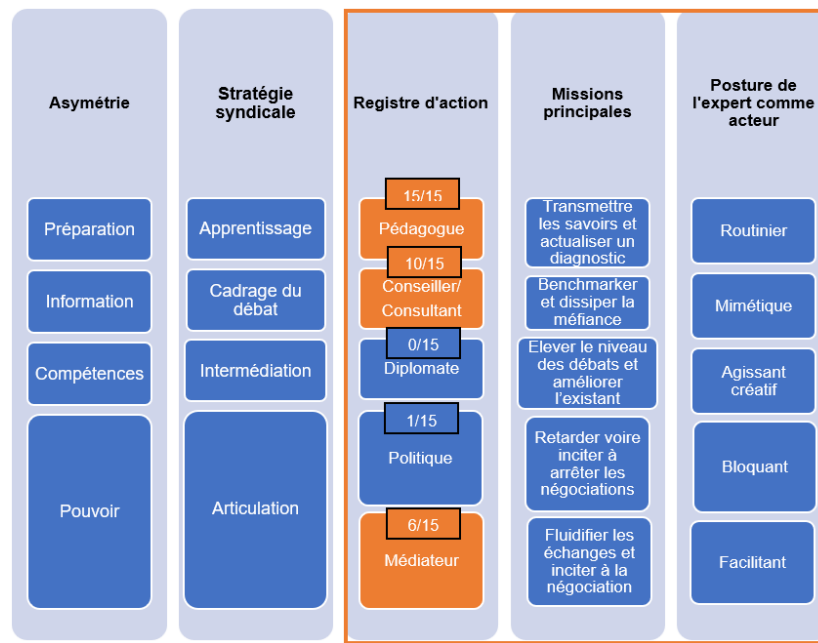 Asymétrie
Stratégie
syndicale
Registre d'action
Missions
principales
Posture de
l'expert comme
acteur
Préparation
Apprentissage
15/15
Pédagogue
Transmettre
les savoirs et
actualiser un
diagnostic
Routinier
Information
Cadrage du
débat
10/15
Conseiller/
Consultant
Benchmarker
et dissiper la
méfiance
Mimétique
Compétences
Intermédiation
0/15
Diplomate
Elever le niveau
des débats et
améliorer
l'existant
Agissant
créatif
Pouvoir
Articulation
1/15
Politique
Retarder voire
inciter à
arrêter les
négociations
Bloquant
6/15
Médiateur
Fluidifier les
échanges et
inciter à la
négociation
Facilitant